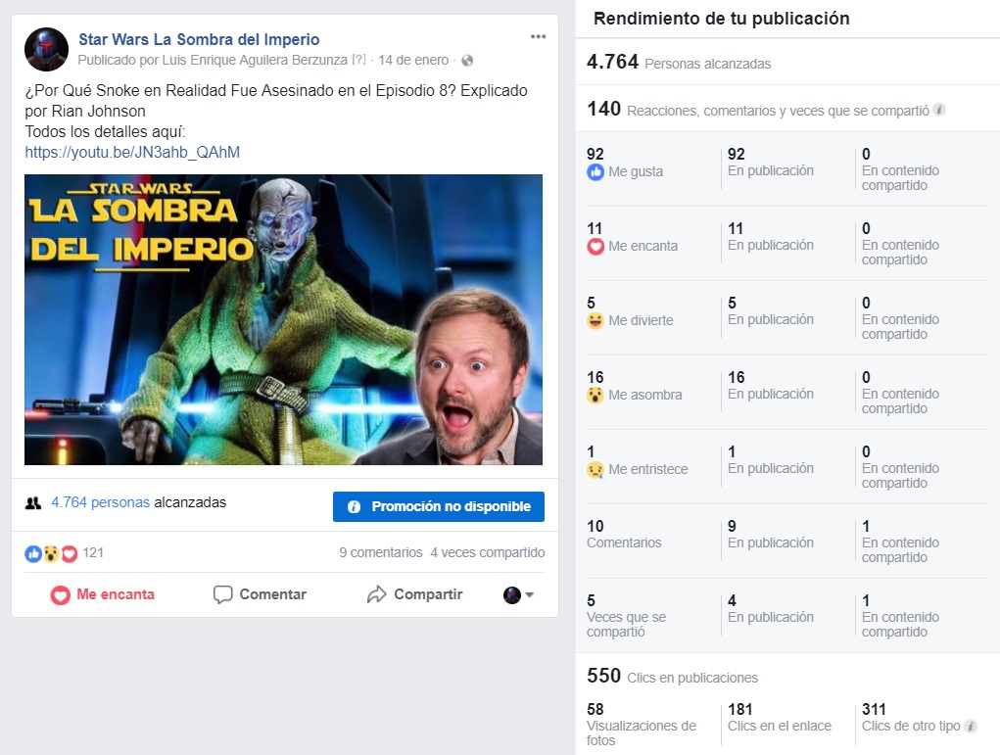 Star Wars La Sombra del Imperio
Publicado por Luis Enrique Aguilera Berzunza [?] · 14 de enero ·
¿Por Qué Snoke en Realidad Fue Asesinado en el Episodio 8? Explicado
por Rian Johnson
Todos los detalles aquí:
https://youtu.be/JN3ahb_QAhM
STAR WARS
LA SOMBRA
DEL IMPERIO
4.764 personas alcanzadas
Promoción no disponible
121
9 comentarios 4 veces compartido
Me encanta Comentar Compartir
Rendimiento de tu publicación
4.764 Personas alcanzadas
140 Reacciones, comentarios y veces que se compartió
92
Me gusta
92
En publicación
0
En contenido
compartido
11
Me encanta
11
En publicación
0
En contenido
compartido
5
Me divierte
5
En publicación
0
En contenido
compartido
16
Me asombra
16
En publicación
0
En contenido
compartido
1
Me entristece
1
En publicación
0
En contenido
compartido
10
Comentarios
9
En publicación
1
En contenido
compartido
5
Veces que se
compartió
4
En publicación
1
En contenido
compartido
550 Clics en publicaciones
58
Visualizaciones de
fotos
181
Clics en el enlace
311
Clics de otro tipo